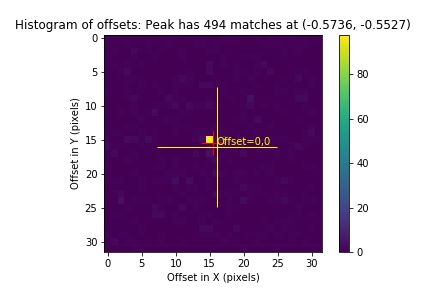 Histogram of offsets: Peak has 494 matches at (-0.5736, -0.5527)
0
5
10
15
20
25
30
Offset in Y (pixels)
Offset=0,0
0 5 10 15 20 25 30
Offset in X (pixels)
80
60
40
20
0